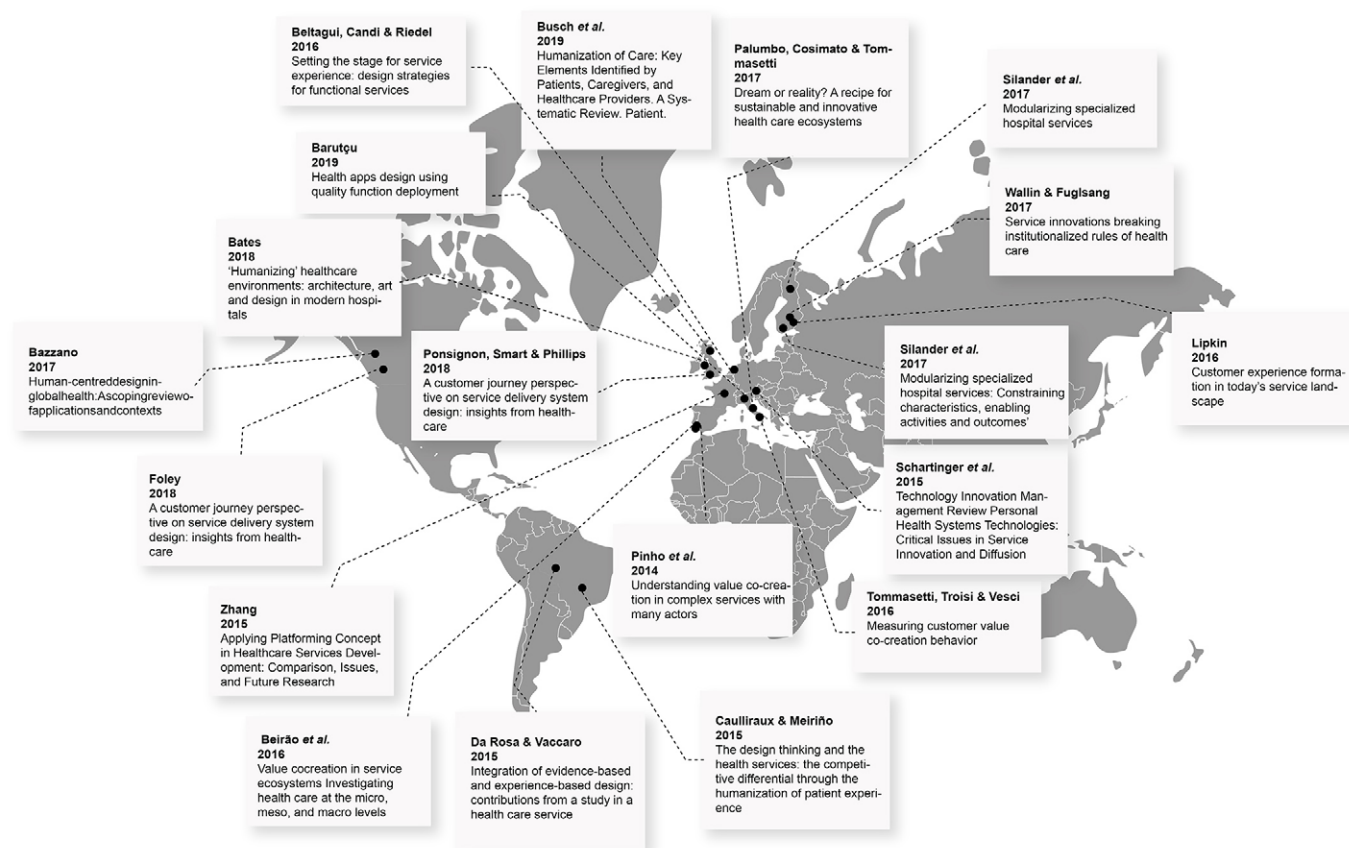 Beltagui, Candi & Riedel
2016
Setting the stage for service
experience: design strategies
for functional services
Busch et al.
2019
Humanization of Care: Key
Elements Identified by
Patients, Caregivers, and
Healthcare Providers. A Sys-
tematic Review. Patient.
Palumbo, Cosimato & Tom-
masetti
2017
Dream or reality? A recipe for
sustainable and innovative
health care ecosystems
Silander et al.
2017
Modularizing specialized
hospital services
Barutçu
2019
Health apps design using
quality function deployment
Wallin & Fuglsang
2017
Service innovations breaking
institutionalized rules of health
care
Bates
2018
‘Humanizing’ healthcare
environments: architecture, art
and design in modern hospi-
tals
Bazzano
2017
Human-centreddesignin-
globalhealth:Ascopingreviewo-
fapplicationsandcontexts
Ponsignon, Smart & Phillips
2018
A customer journey perspec-
tive on service delivery system
design: insights from health-
care
Silander et al.
2017
Modularizing specialized
hospital services: Constraining
characteristics, enabling
activities and outcomes’
Lipkin
2016
Customer experience forma-
tion in today’s service land-
scape
Foley
2018
A customer journey perspec-
tive on service delivery system
design: insights from health-
care
Schartinger et al.
2015
Technology Innovation Man-
agement Review Personal
Health Systems Technologies:
Critical Issues in Service
Innovation and Diffusion
Pinho et al.
2014
Understanding value co-crea-
tion in complex services with
many actors
Tommasetti, Troisi & Vesci
2016
Measuring customer value
co-creation behavior
Zhang
2015
Applying Platforming Concept
in Healthcare Services Devel-
opment: Comparison, Issues,
and Future Research
Beirão et al.
2016
Value cocreation in service
ecosystems Investigating
health care at the micro,
meso, and macro levels
Da Rosa & Vaccaro
2015
Integration of evidence-based
and experience-based design:
contributions from a study in a
health care service
Caulliraux & Meiriño
2015
The design thinking and the
health services: the competi-
tive differential through the
humanization of patient experi-
ence